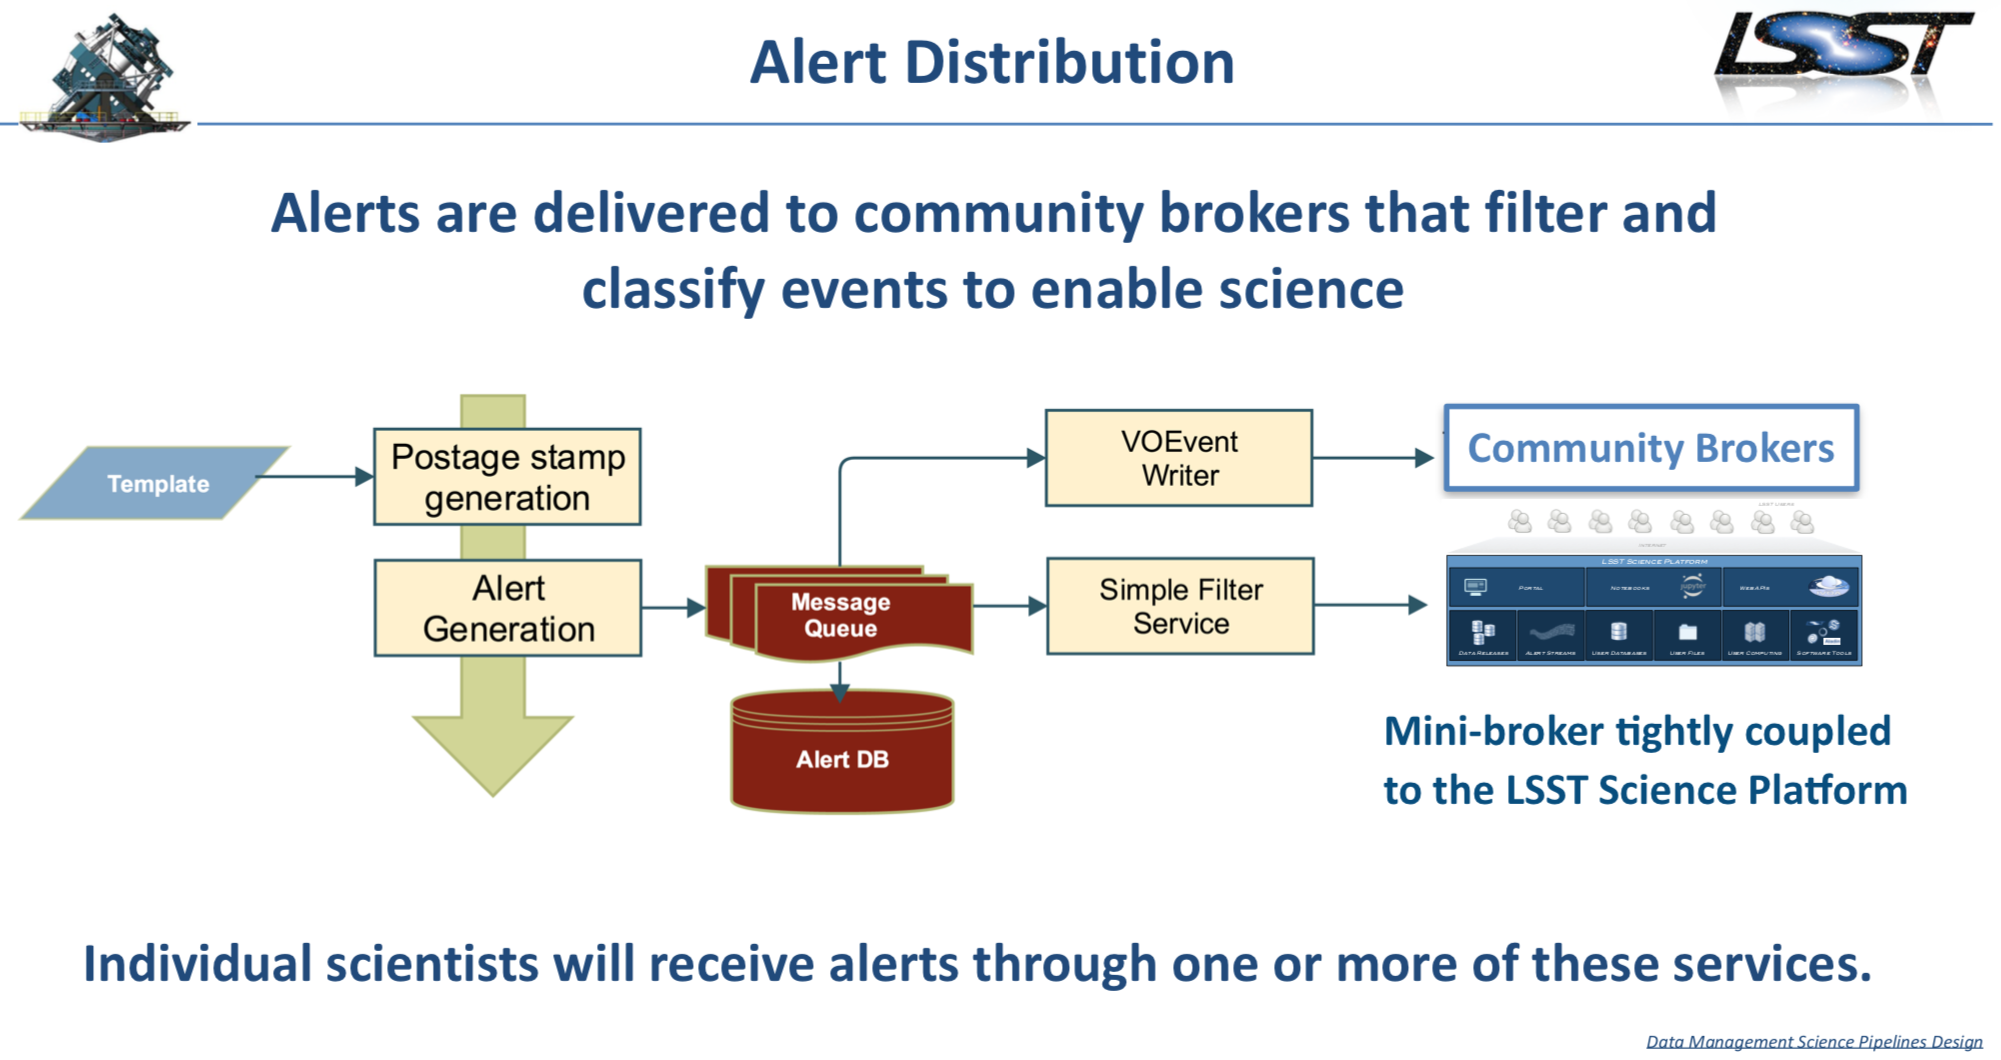 Alert Distribution
LSST
Alerts are delivered to community brokers that filter and
classify events to enable science
Template
Postage stamp
generation
Alert
Generation
Message
Queue
Alert DB
VOEvent
Writer
Simple Filter
Service
Community Brokers
LSST Users
Internet
LSST Science Platform
Portal
Notebooks
jupyter
Web APIs
Data Releases
Alert Streams
User Databases
User Files
User Computing
Software Tools
Mini-broker tightly coupled
to the LSST Science Platform
Individual scientists will receive alerts through one or more of these services.
Data Management Science Pipelines Design